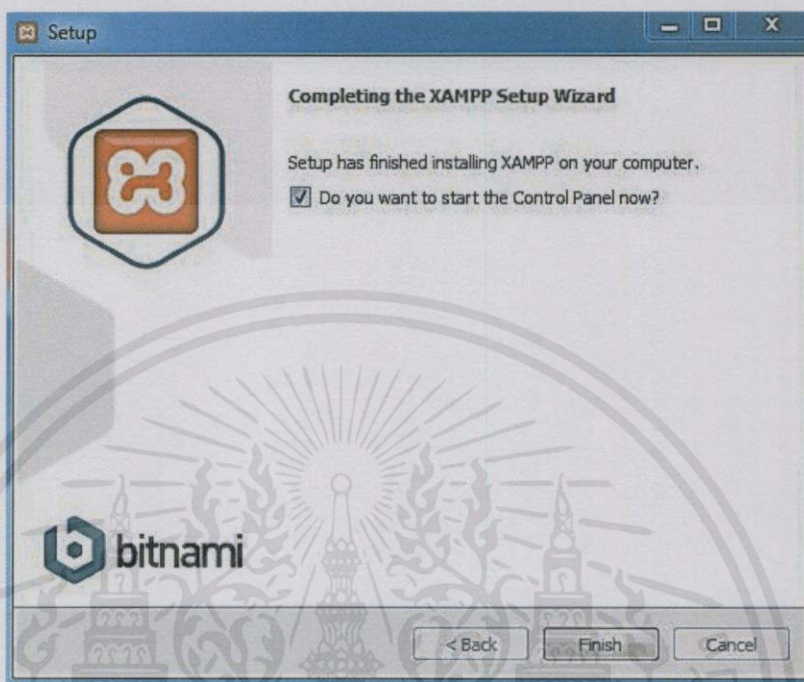 Setup
Completing the XAMPP Setup Wizard
Setup has finished installing XAMPP on your computer.
Do you want to start the Control Panel now?
bitnami
< Back
Finish
Cancel